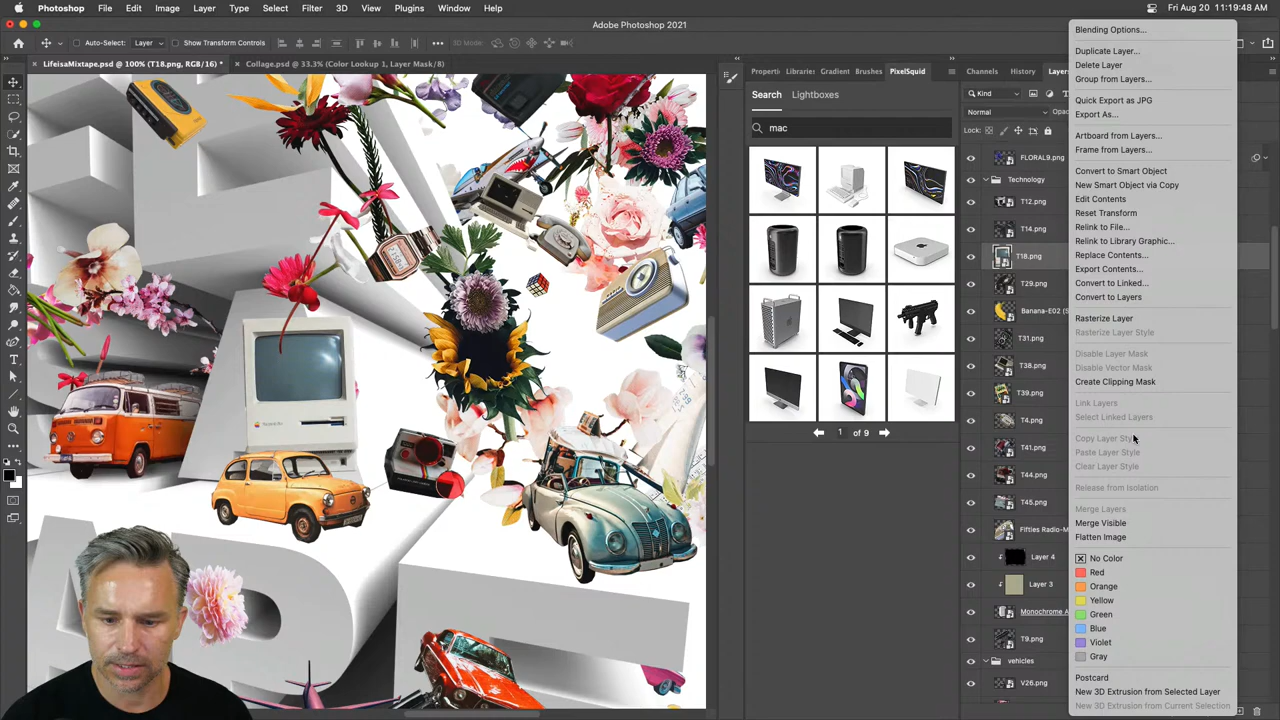 Photoshop File Edit Image Layer Type Select Filter 3D View Plugins Window Help
Fri Aug 20 11:19:48 AM
Adobe Photoshop 2021
Auto-Select: Layer Show Transform Controls 3D Mode:
LifeisaMixtape.psd @ 100% (T18.png, RGB/16) *
Collage.psd @ 33.3% (Color Lookup 1, Layer Mask/8)
Properti Librarie Gradient Brushes PixelSquid
Channels History Layers
Search Lightboxes
mac
1 of 9
Kind
Normal Opac
Lock:
FLORAL9.png
Technology
T12.png
T14.png
T18.png
T29.png
Banana-E02 (S
T31.png
T38.png
T39.png
T4.png
T41.png
T44.png
T45.png
Fifties Radio-M
Layer 4
Layer 3
Monochrome A
T9.png
vehicles
V26.png
Blending Options...
Duplicate Layer...
Delete Layer
Group from Layers...
Quick Export as JPG
Export As...
Artboard from Layers...
Frame from Layers...
Convert to Smart Object
New Smart Object via Copy
Edit Contents
Reset Transform
Relink to File...
Relink to Library Graphic...
Replace Contents...
Export Contents...
Convert to Linked...
Convert to Layers
Rasterize Layer
Rasterize Layer Style
Disable Layer Mask
Disable Vector Mask
Create Clipping Mask
Link Layers
Select Linked Layers
Copy Layer Style
Paste Layer Style
Clear Layer Style
Release from Isolation
Merge Layers
Merge Visible
Flatten Image
No Color
Red
Orange
Yellow
Green
Blue
Violet
Gray
Postcard
New 3D Extrusion from Selected Layer
New 3D Extrusion from Current Selection